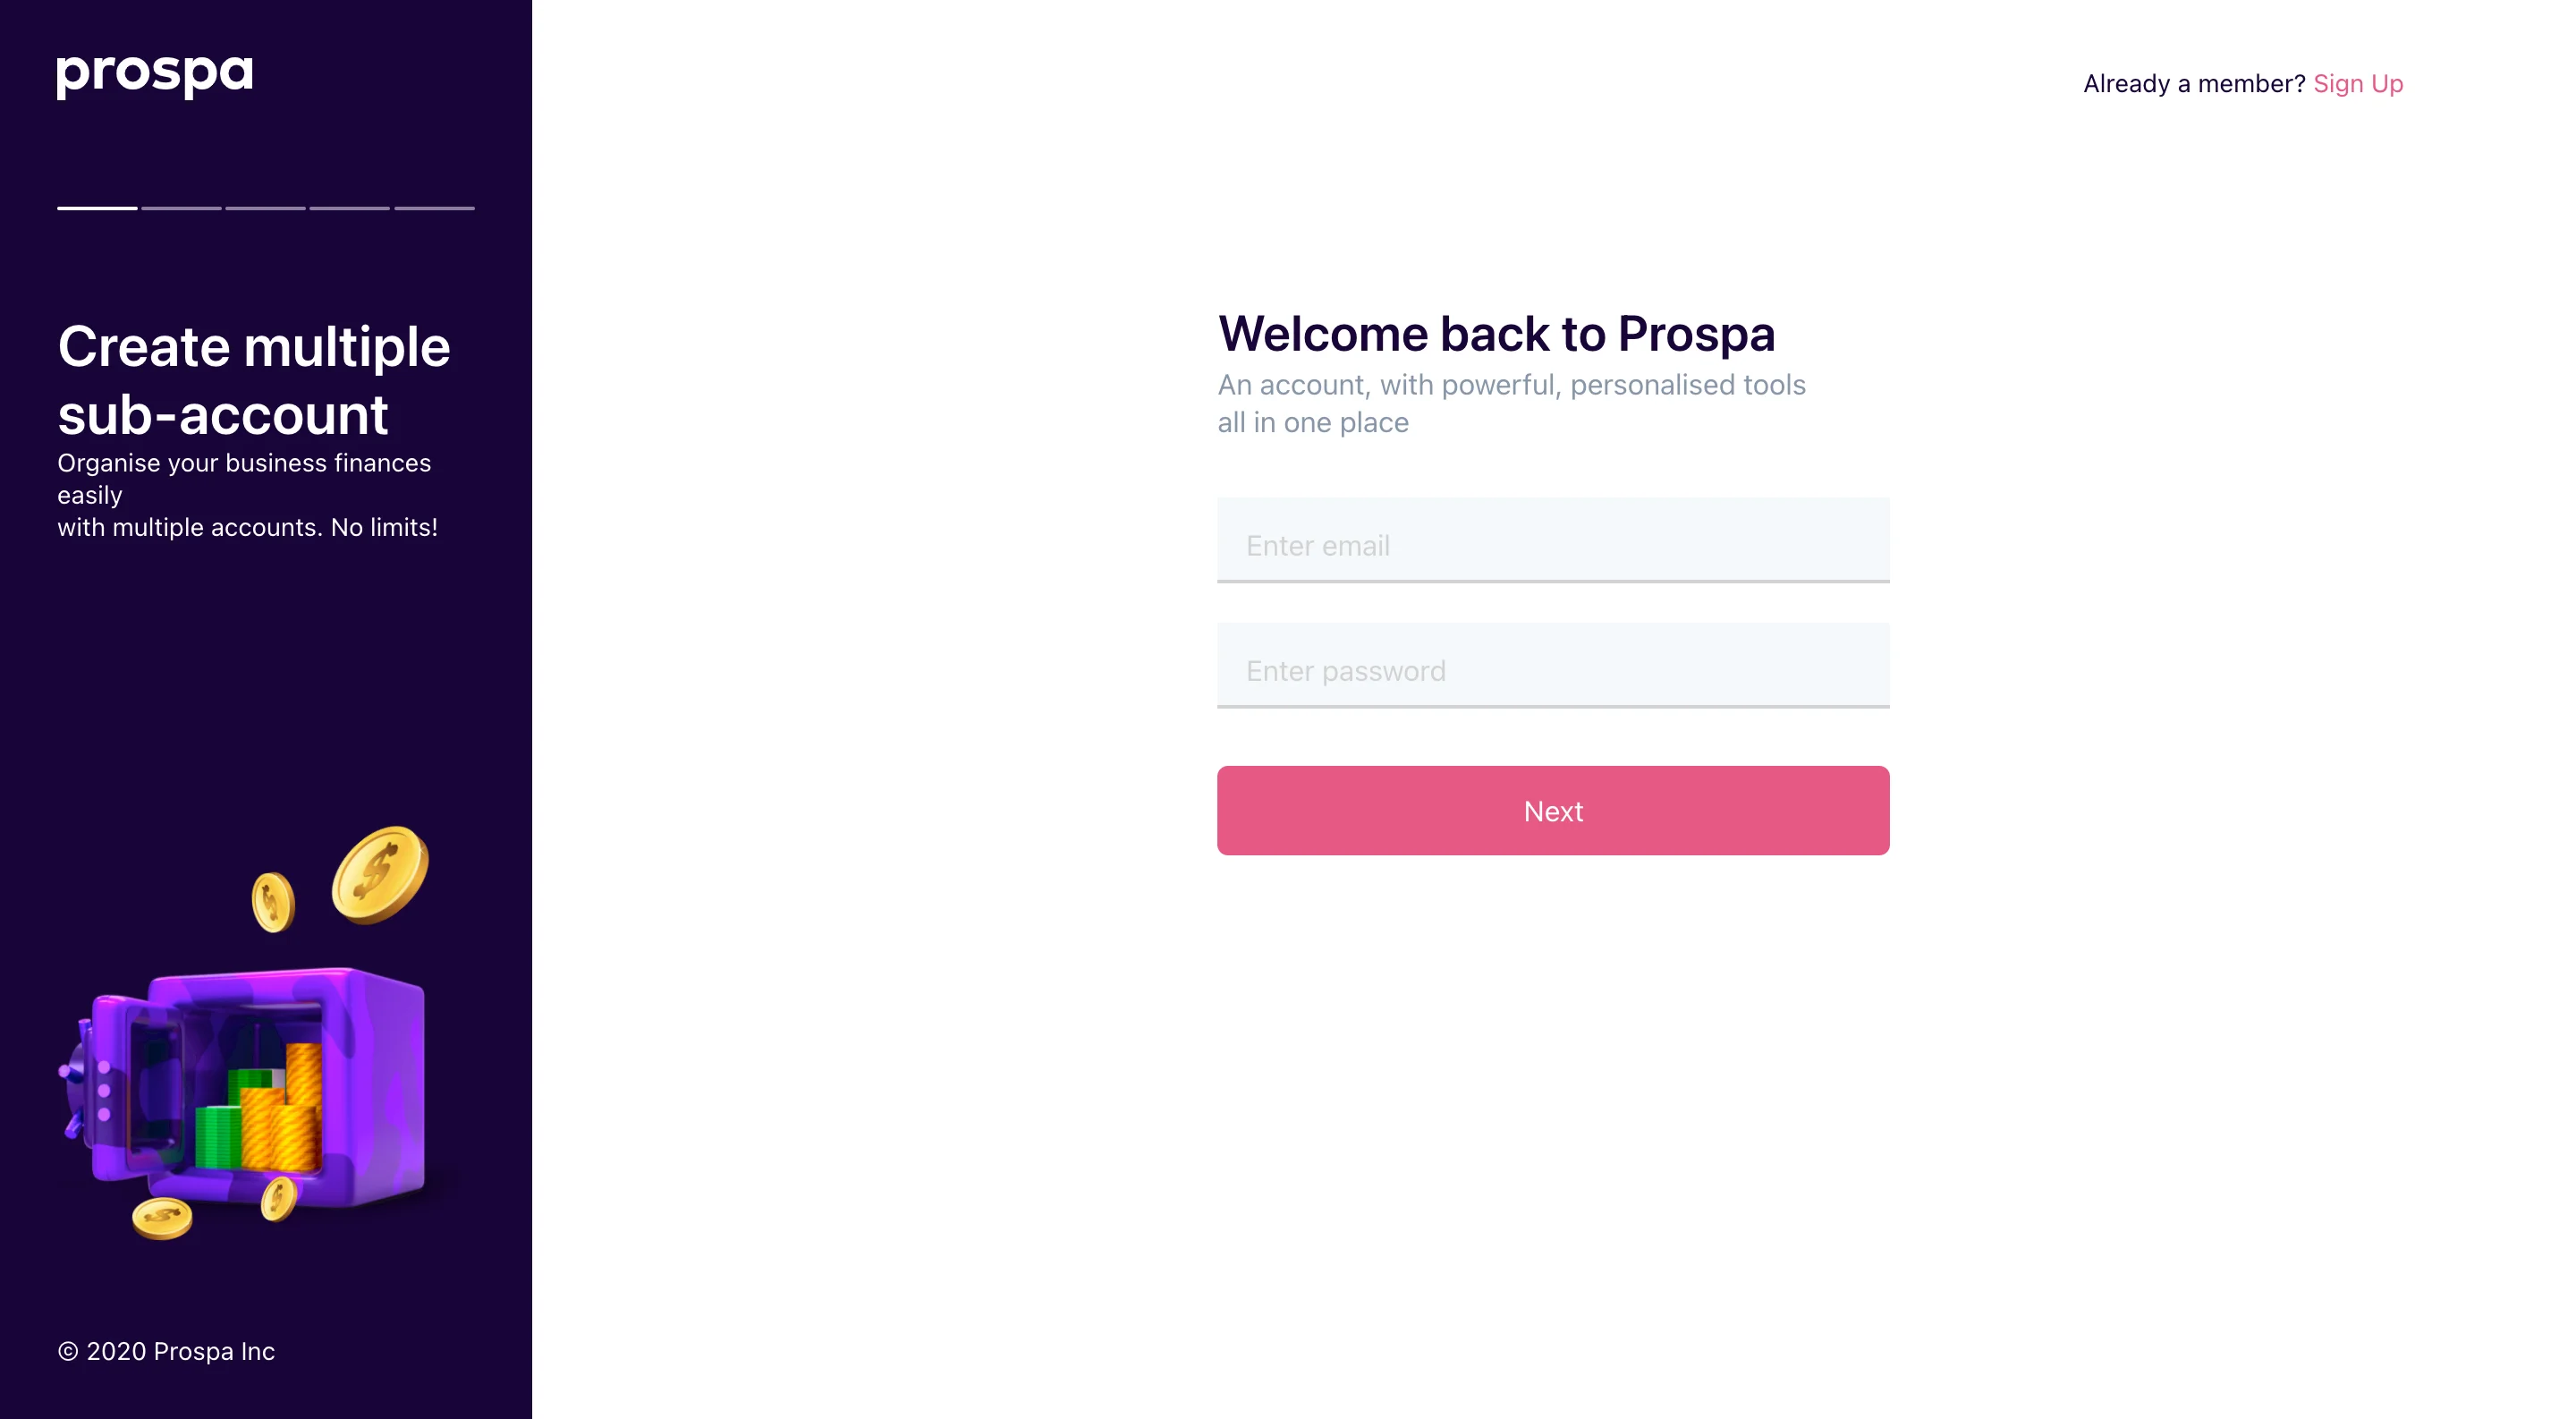 prospa
Create multiple
sub-account
Organise your business finances
easily
with multiple accounts. No limits!
© 2020 Prospa Inc
Already a member? Sign Up
Welcome back to Prospa
An account, with powerful, personalised tools
all in one place
Enter email
Enter password
Next